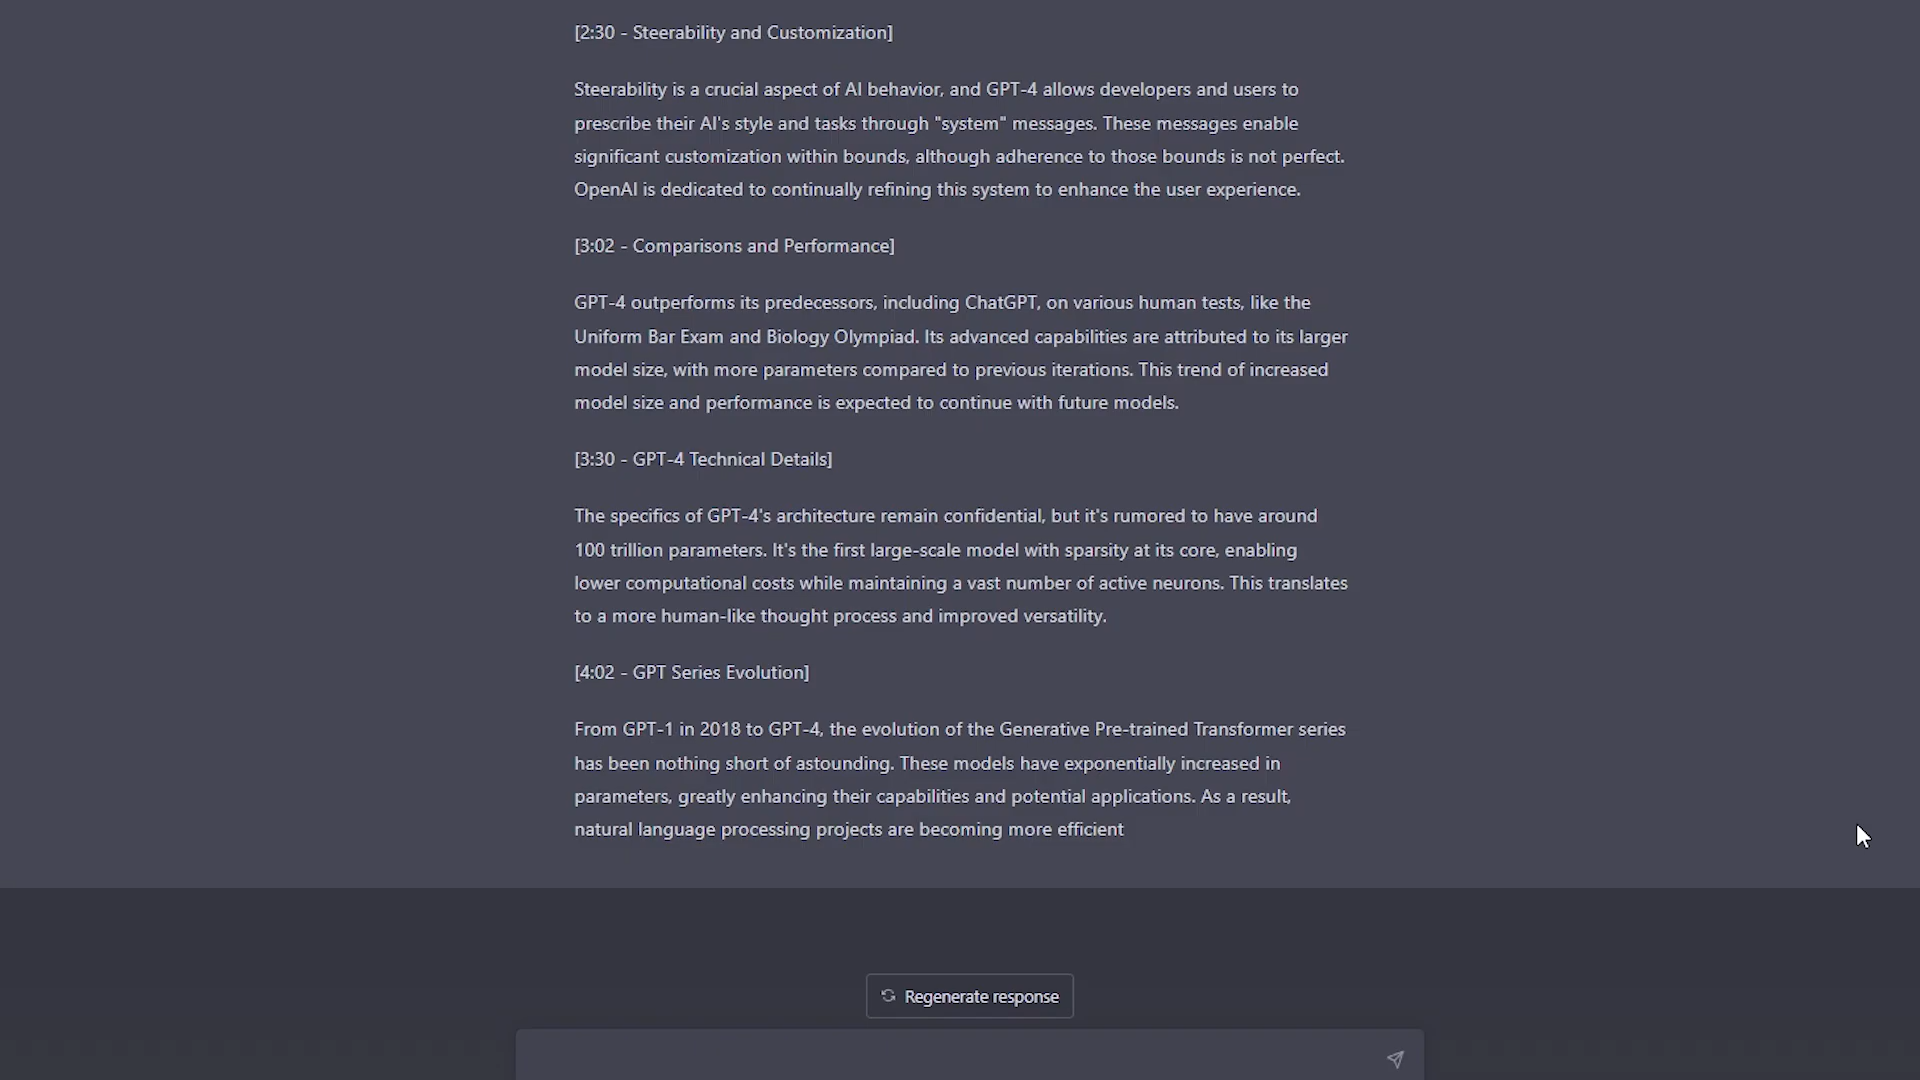 [2:30 - Steerability and Customization]
Steerability is a crucial aspect of AI behavior, and GPT-4 allows developers and users to
prescribe their AI's style and tasks through "system" messages. These messages enable
significant customization within bounds, although adherence to those bounds is not perfect.
OpenAI is dedicated to continually refining this system to enhance the user experience.
[3:02 - Comparisons and Performance]
GPT-4 outperforms its predecessors, including ChatGPT, on various human tests, like the
Uniform Bar Exam and Biology Olympiad. Its advanced capabilities are attributed to its larger
model size, with more parameters compared to previous iterations. This trend of increased
model size and performance is expected to continue with future models.
[3:30 - GPT-4 Technical Details]
The specifics of GPT-4's architecture remain confidential, but it's rumored to have around
100 trillion parameters. It's the first large-scale model with sparsity at its core, enabling
lower computational costs while maintaining a vast number of active neurons. This translates
to a more human-like thought process and improved versatility.
[4:02 - GPT Series Evolution]
From GPT-1 in 2018 to GPT-4, the evolution of the Generative Pre-trained Transformer series
has been nothing short of astounding. These models have exponentially increased in
parameters, greatly enhancing their capabilities and potential applications. As a result,
natural language processing projects are becoming more efficient
Regenerate response